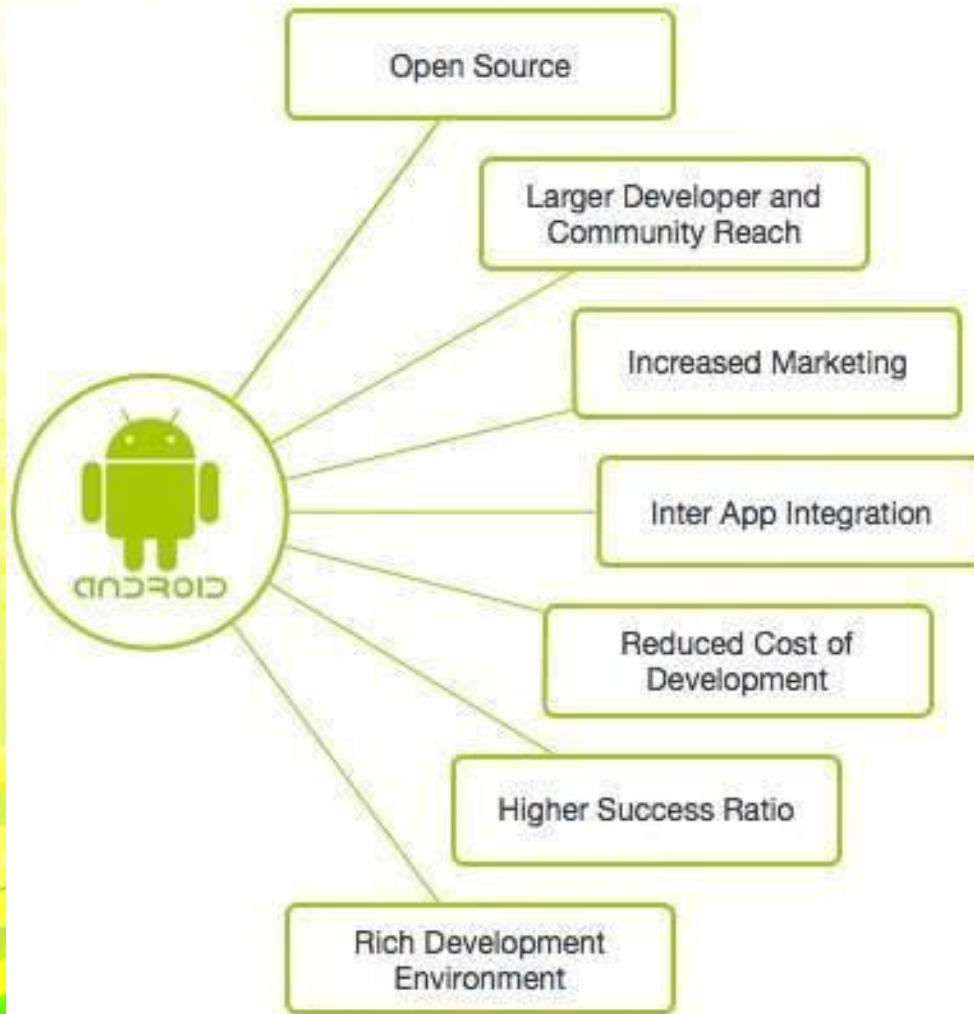 Open Source
Larger Developer and
Community Reach
Increased Marketing
Inter App Integration
ANDROID
Reduced Cost of
Development
Higher Success Ratio
Rich Development
Environment